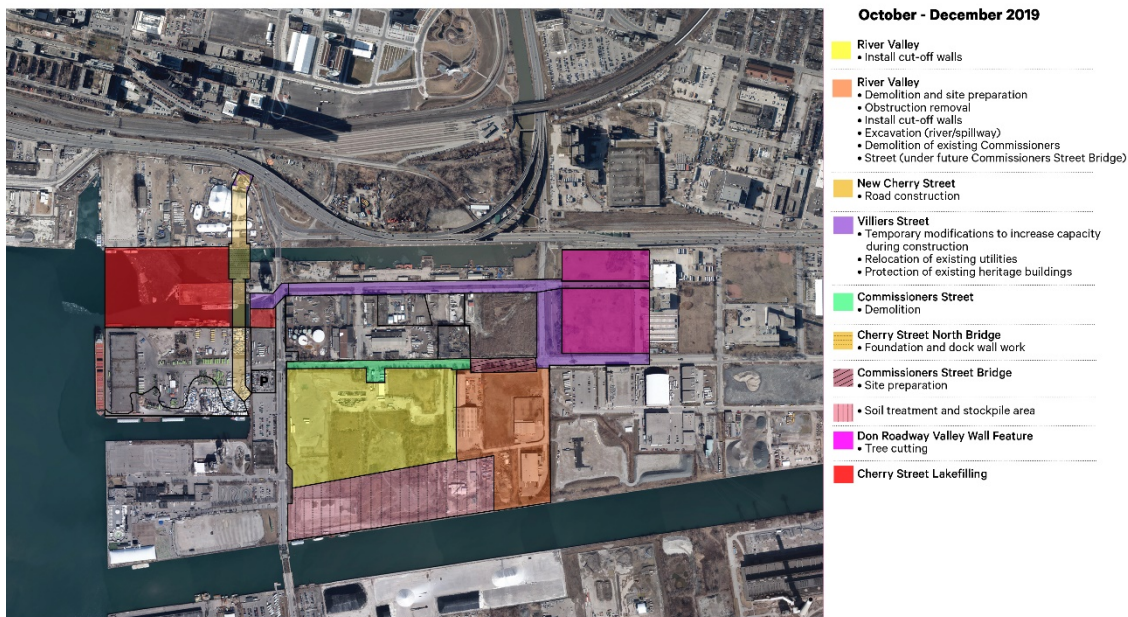 October - December 2019
River Valley
• Install cut-off walls
River Valley
• Demolition and site preparation
• Obstruction removal
• Install cut-off walls
• Excavation (river/spillway)
• Demolition of existing Commissioners
• Street (under future Commissioners Street Bridge)
New Cherry Street
• Road construction
Villiers Street
• Temporary modifications to increase capacity
during construction
• Relocation of existing utilities
• Protection of existing heritage buildings
Commissioners Street
• Demolition
Cherry Street North Bridge
• Foundation and dock wall work
Commissioners Street Bridge
• Site preparation
• Soil treatment and stockpile area
Don Roadway Valley Wall Feature
• Tree cutting
Cherry Street Lakefilling
P